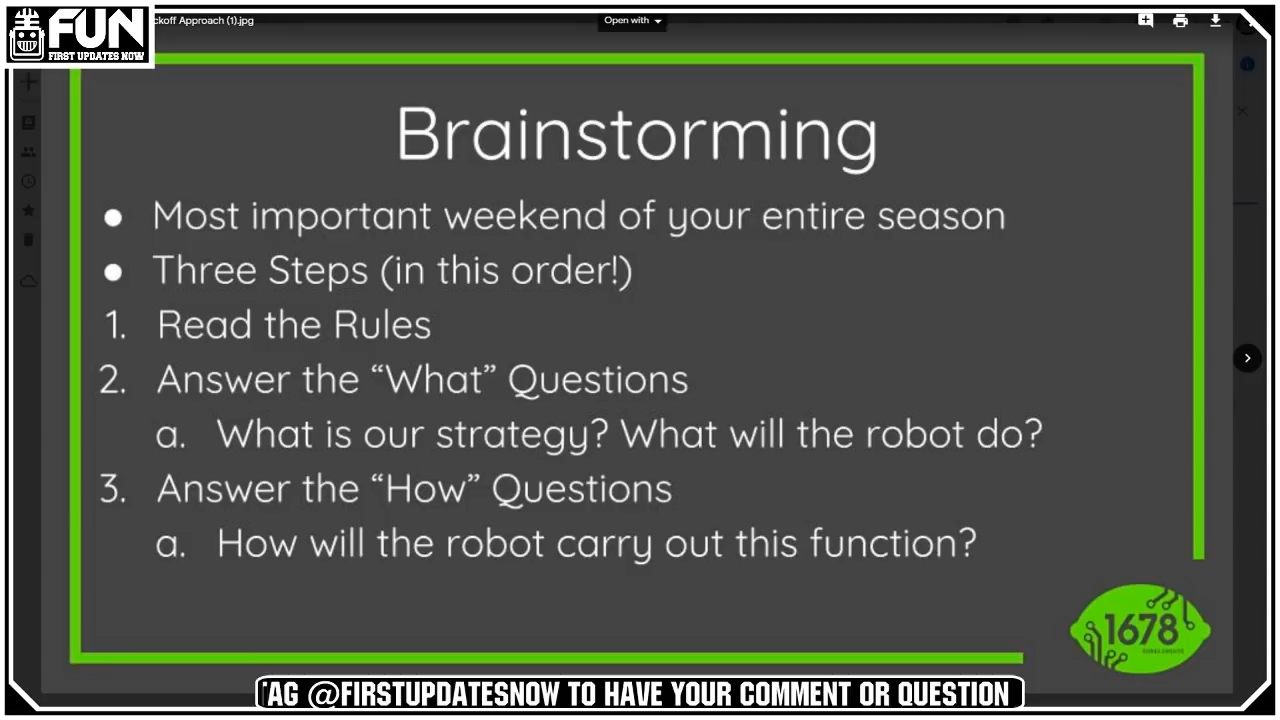 FUN
FIRST UPDATES NOW
ckoff Approach (1).jpg
Open with
Brainstorming
● Most important weekend of your entire season
● Three Steps (in this order!)
1. Read the Rules
2. Answer the “What” Questions
a. What is our strategy? What will the robot do?
3. Answer the “How” Questions
a. How will the robot carry out this function?
1678
AG @FIRSTUPDATESNOW TO HAVE YOUR COMMENT OR QUESTION